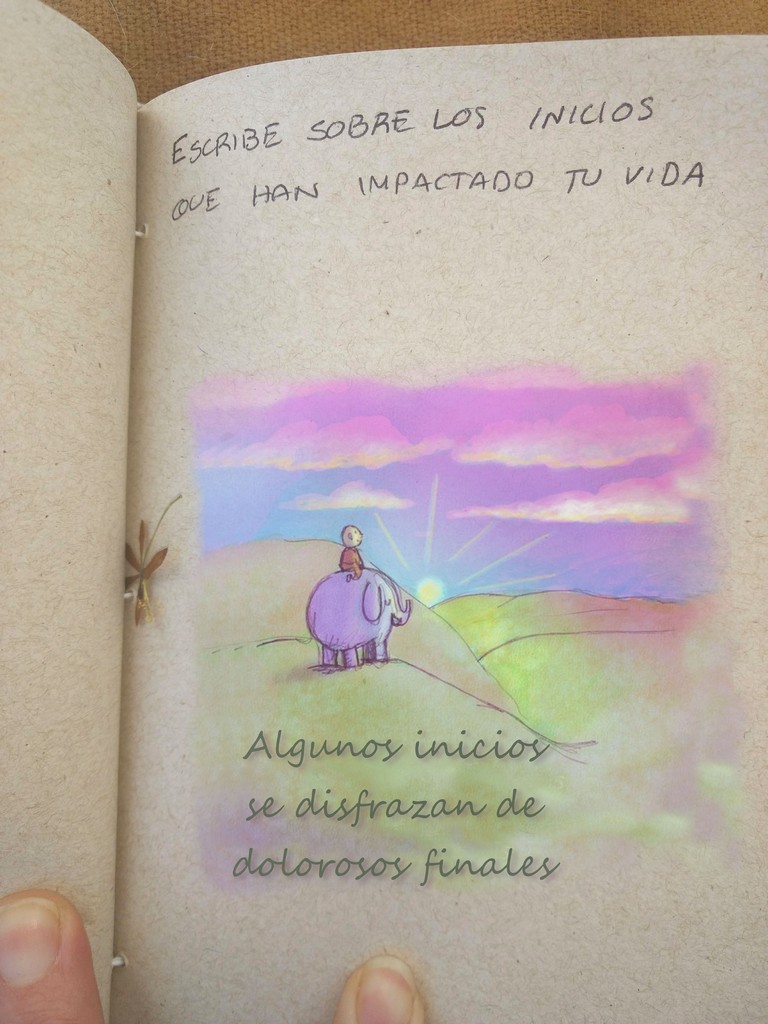 ESCRIBE SOBRE LOS INICIOS
QUE HAN IMPACTADO TU VIDA
Algunos inicios
se disfrazan de
dolorosos finales